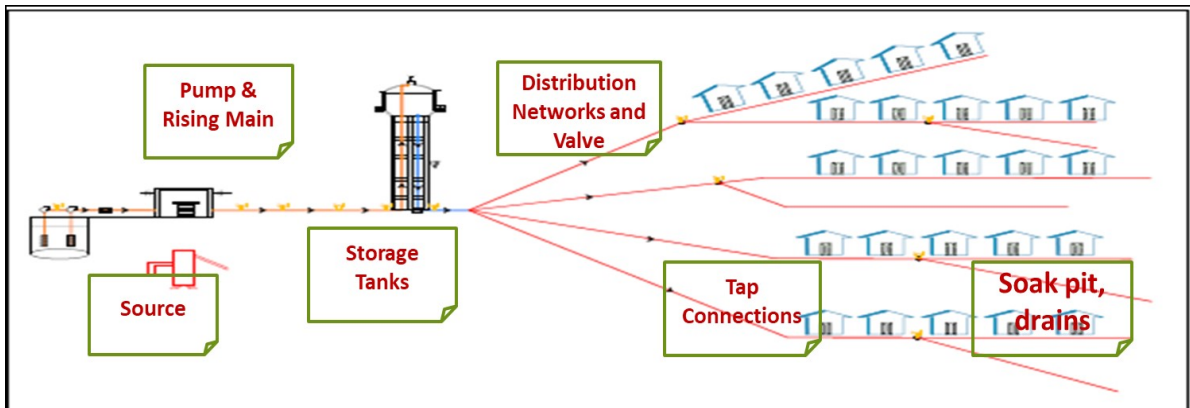 Pump &
Rising Main
Distribution
Networks and
Valve
Source
Storage
Tanks
Tap
Connections
Soak pit,
drains